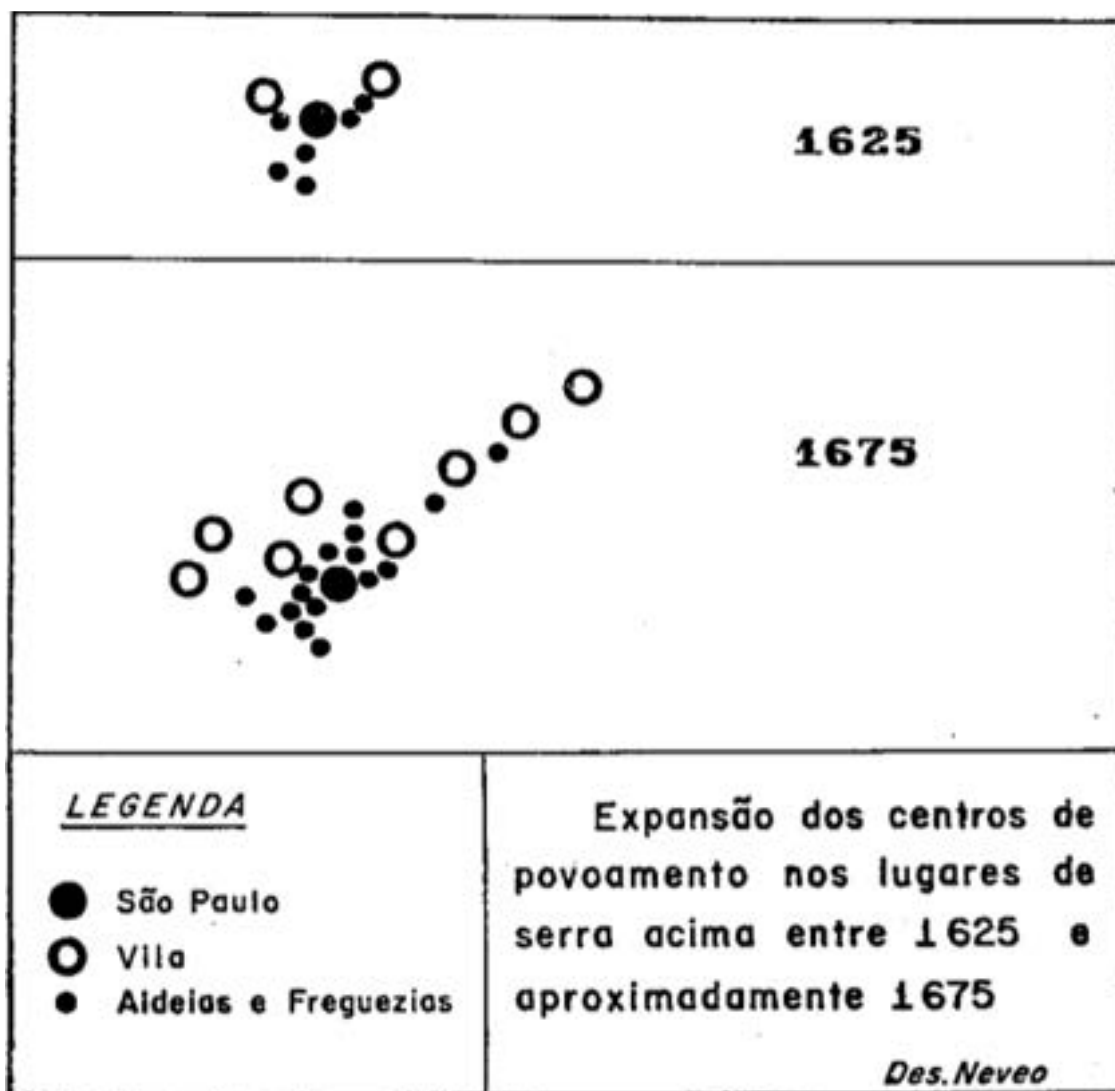 1625
1675
LEGENDA
São Paulo
Vila
Aldeias e Freguezias
Expansão dos centros de
povoamento nos lugares de
serra acima entre 1625 e
aproximadamente 1675
Des. Neveo